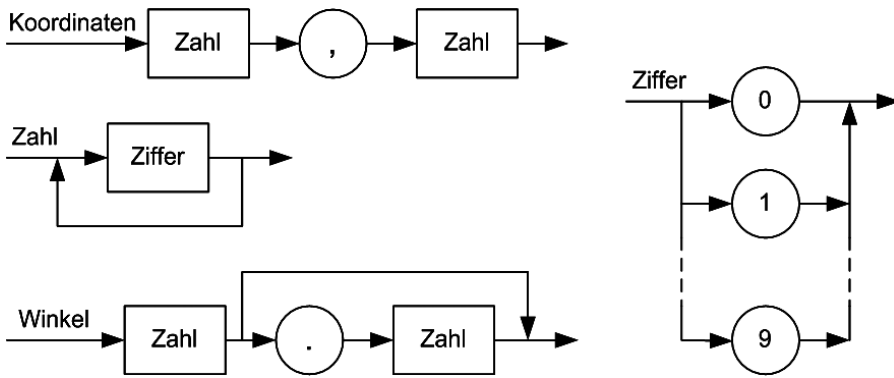 Koordinaten
Zahl , Zahl
Zahl
Ziffer
Winkel
Zahl . Zahl
Ziffer
0
1
9